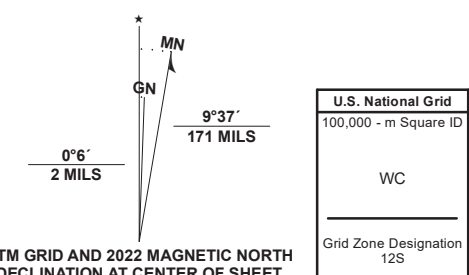 ★
MN
GN
9°37´
171 MILS
0°6´
2 MILS
TM GRID AND 2022 MAGNETIC NORTH
DECLINATION AT CENTER OF SHEET
U.S. National Grid
100,000 - m Square ID
WC
Grid Zone Designation
12S